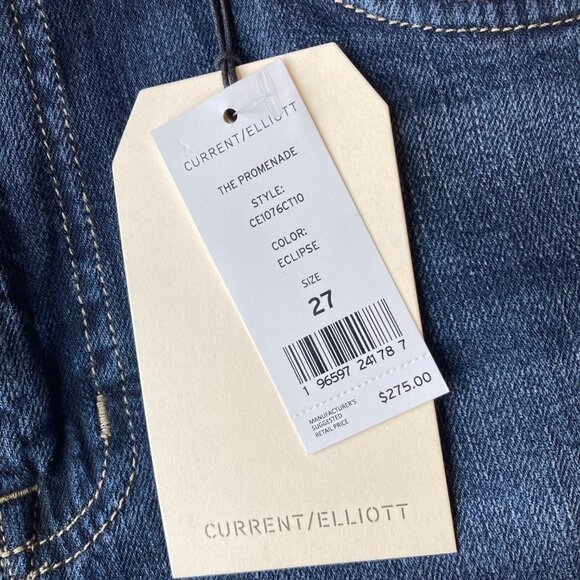 CURRENT/ELLIOTT
THE PROMENADE
STYLE:
CE1076CT10
COLOR:
ECLIPSE
SIZE
27
1 96597 24178 7
MANUFACTURER'S
SUGGESTED
RETAIL PRICE
$275.00
CURRENT/ELLIOTT